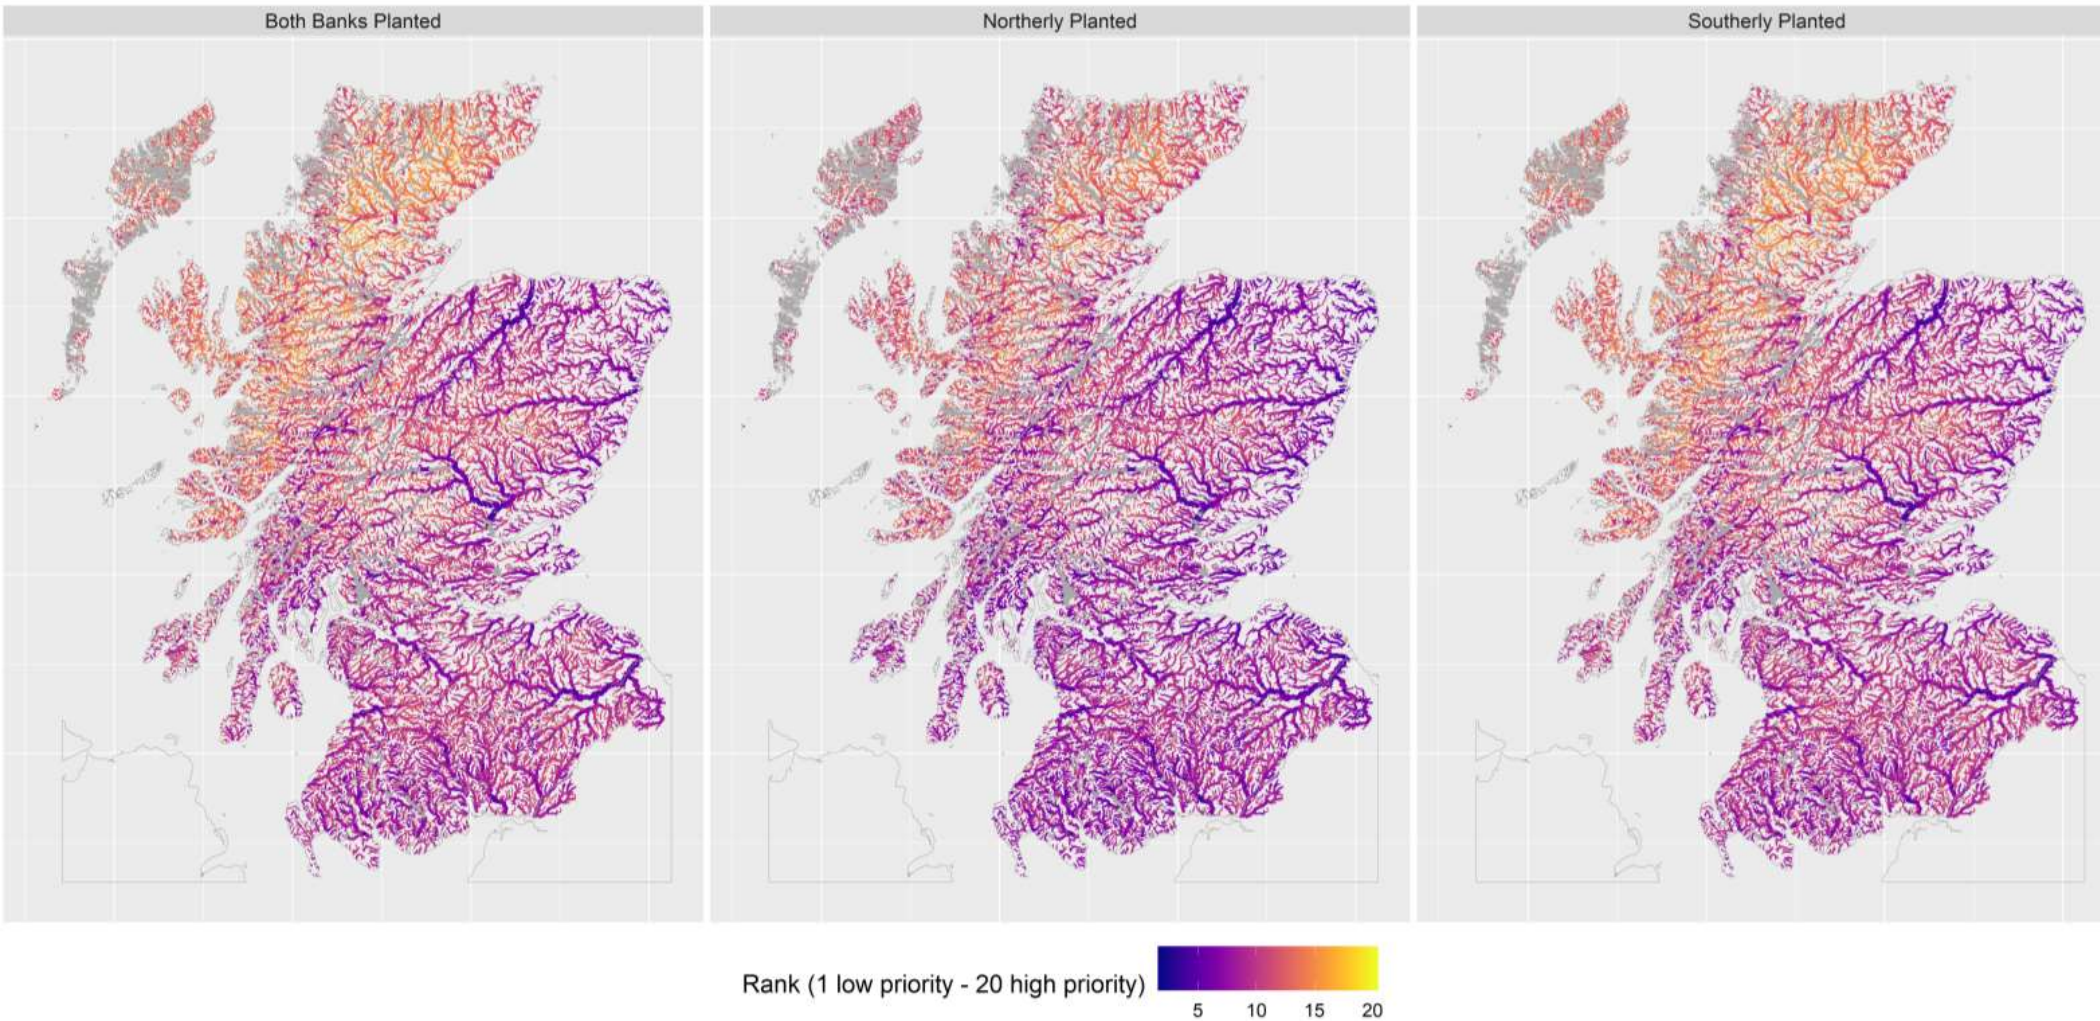 Both Banks Planted
Northerly Planted
Southerly Planted
Rank (1 low priority - 20 high priority)
5 10 15 20